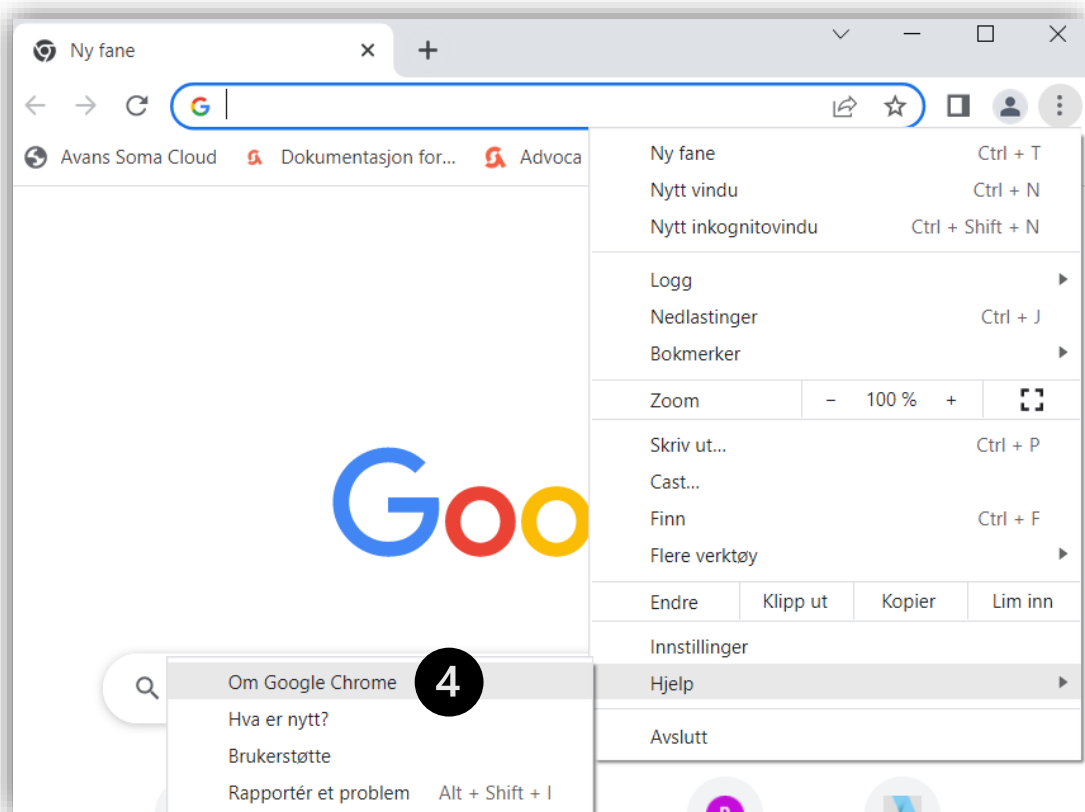 Ny fane
Avans Soma Cloud Dokumentasjon for... Advoca
Ny fane Ctrl + T
Nytt vindu Ctrl + N
Nytt inkognitovindu Ctrl + Shift + N
Logg
Nedlastinger Ctrl + J
Bokmerker
Zoom - 100 % +
Skriv ut... Ctrl + P
Cast...
Finn Ctrl + F
Flere verktøy
Endre Klipp ut Kopier Lim inn
Innstillinger
Hjelp
Avslutt
Goo
Om Google Chrome 4
Hva er nytt?
Brukerstøtte
Rapportér et problem Alt + Shift + I